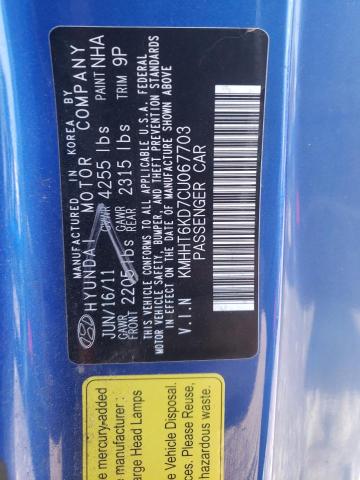 MANUFACTURED IN KOREA BY
HYUNDAI MOTOR COMPANY
JUN/16/11 GVWR 4255 lbs PAINT NHA
GAWR FRONT 2205 lbs GAWR REAR 2315 lbs TRIM 9P
THIS VEHICLE CONFORMS TO ALL APPLICABLE U.S.A. FEDERAL
MOTOR VEHICLE SAFETY, BUMPER, AND THEFT PREVENTION STANDARDS
IN EFFECT ON THE DATE OF MANUFACTURE SHOWN ABOVE.
V.I.N KMHHT6KD7CU067703
PASSENGER CAR
e mercury-added
arge Head Lamps
e Vehicle Disposal.
ces. Please Reuse,
hazardous waste.